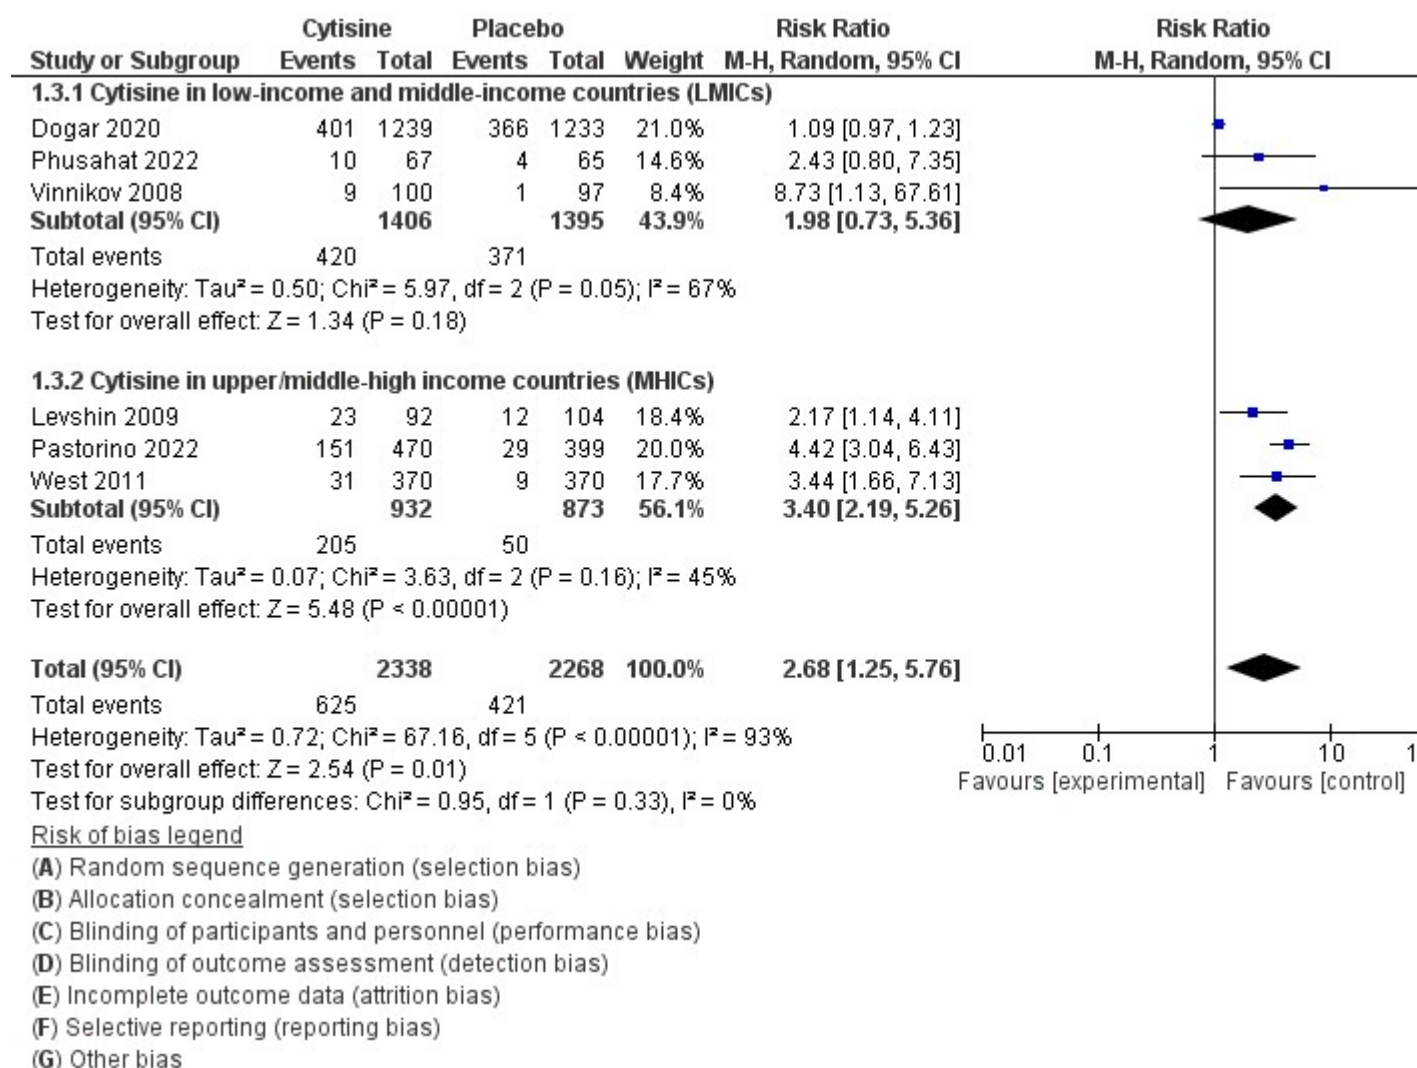 Cytisine Placebo Risk Ratio Risk Ratio
Study or Subgroup Events Total Events Total Weight M-H, Random, 95% CI M-H, Random, 95% CI
1.3.1 Cytisine in low-income and middle-income countries (LMICs)
Dogar 2020 401 1239 366 1233 21.0% 1.09 [0.97, 1.23]
Phusahat 2022 10 67 4 65 14.6% 2.43 [0.80, 7.35]
Vinnikov 2008 9 100 1 97 8.4% 8.73 [1.13, 67.61]
Subtotal (95% CI) 1406 1395 43.9% 1.98 [0.73, 5.36]
Total events 420 371
Heterogeneity: Tau² = 0.50; Chi² = 5.97, df = 2 (P = 0.05); I² = 67%
Test for overall effect: Z = 1.34 (P = 0.18)
1.3.2 Cytisine in upper/middle-high income countries (MHICs)
Levshin 2009 23 92 12 104 18.4% 2.17 [1.14, 4.11]
Pastorino 2022 151 470 29 399 20.0% 4.42 [3.04, 6.43]
West 2011 31 370 9 370 17.7% 3.44 [1.66, 7.13]
Subtotal (95% CI) 932 873 56.1% 3.40 [2.19, 5.26]
Total events 205 50
Heterogeneity: Tau² = 0.07; Chi² = 3.63, df = 2 (P = 0.16); I² = 45%
Test for overall effect: Z = 5.48 (P < 0.00001)
Total (95% CI) 2338 2268 100.0% 2.68 [1.25, 5.76]
Total events 625 421
Heterogeneity: Tau² = 0.72; Chi² = 67.16, df = 5 (P < 0.00001); I² = 93%
Test for overall effect: Z = 2.54 (P = 0.01)
Test for subgroup differences: Chi² = 0.95, df = 1 (P = 0.33), I² = 0%
0.01 0.1 1 10
Favours [experimental] Favours [control]
Risk of bias legend
(A) Random sequence generation (selection bias)
(B) Allocation concealment (selection bias)
(C) Blinding of participants and personnel (performance bias)
(D) Blinding of outcome assessment (detection bias)
(E) Incomplete outcome data (attrition bias)
(F) Selective reporting (reporting bias)
(G) Other bias